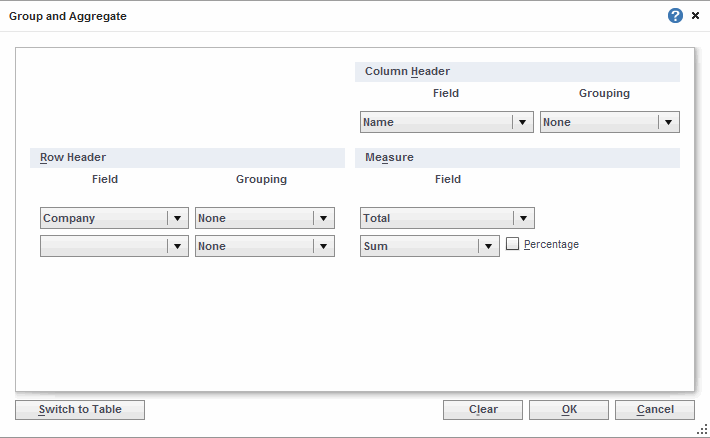 Group and Aggregate ? ×
Column Header
Field Grouping
Name None
Row Header Measure
Field Grouping Field
Company None Total
None Sum Percentage
Switch to Table Clear OK Cancel